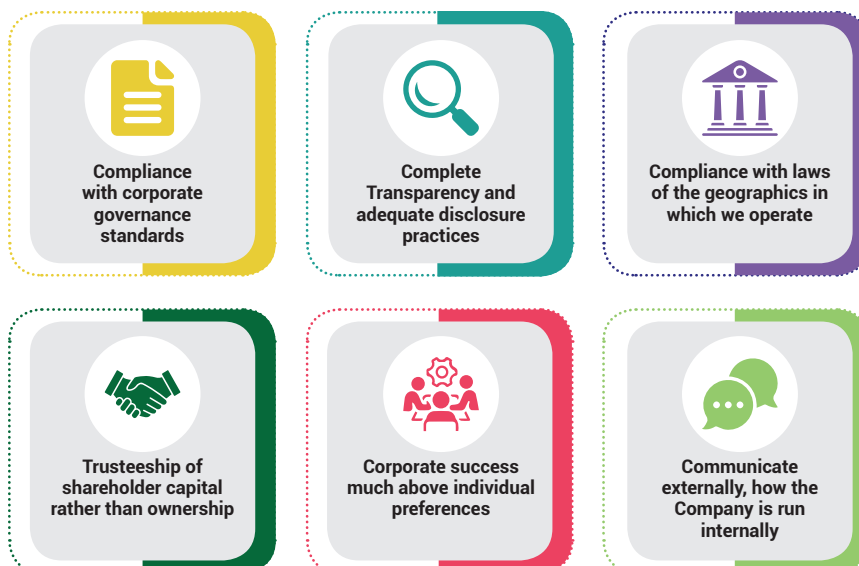 Compliance
with corporate
governance
standards
Complete
Transparency and
adequate disclosure
practices
Compliance with laws
of the geographics in
which we operate
Trusteeship of
shareholder capital
rather than ownership
Corporate success
much above individual
preferences
Communicate
externally, how the
Company is run
internally